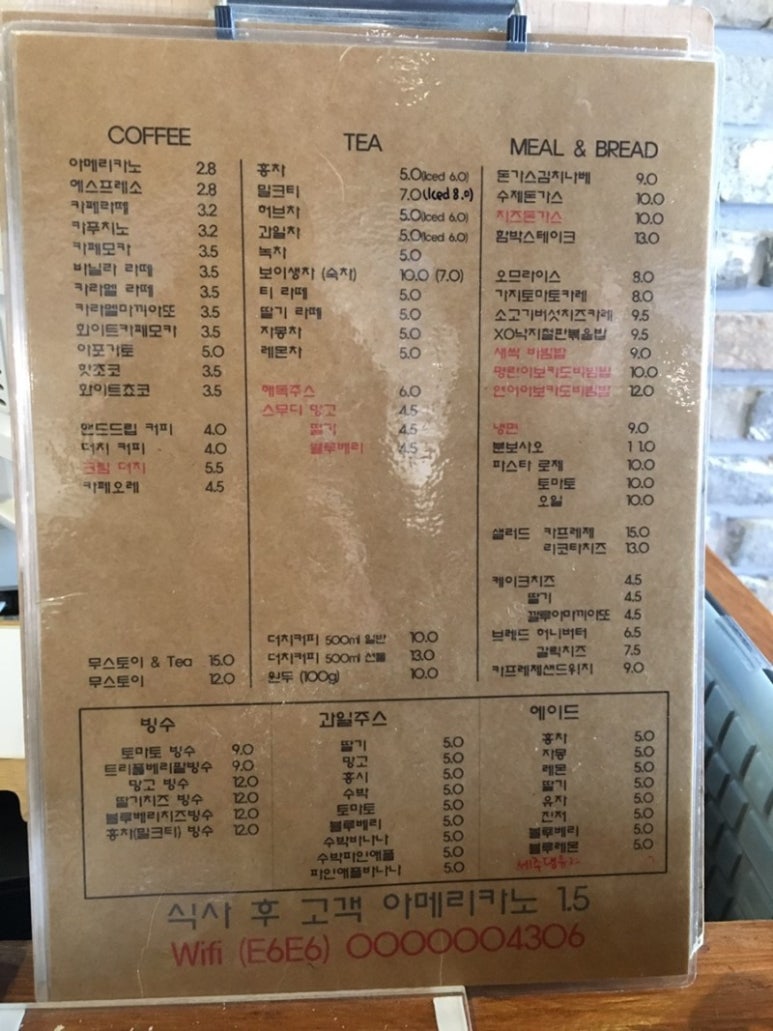 COFFEE
아메리카노 2.8
에스프레소 2.8
카페라떼 3.2
카푸치노 3.2
카페모카 3.5
바닐라 라떼 3.5
카라멜 라떼 3.5
카라멜마끼아또 3.5
화이트카페모카 3.5
아포가토 5.0
핫쵸코 3.5
화이트쵸코 3.5
핸드드립 커피 4.0
더치 커피 4.0
크림 더치 5.5
카페오레 4.5
무스토이 & Tea 15.0
무스토이 12.0
TEA
홍차 5.0(Iced 6.0)
밀크티 7.0(Iced 8.0)
허브차 5.0(Iced 6.0)
과일차 5.0(Iced 6.0)
녹차 5.0
보이생차 (숙차) 10.0 (7.0)
티 라떼 5.0
딸기 라떼 5.0
자몽차 5.0
레몬차 5.0
해독주스 6.0
스무디 망고 4.5
딸기 4.5
블루베리 4.5
더치커피 500ml 일반 10.0
더치커피 500ml 선물 13.0
원두 (100g) 10.0
MEAL & BREAD
돈가스김치나베 9.0
수제돈가스 10.0
치즈돈가스 10.0
함박스테이크 13.0
오므라이스 8.0
가지토마토카레 8.0
소고기버섯치즈카레 9.5
XO낙지철판볶음밥 9.5
새싹 비빔밥 9.0
명란아보카도비빔밥 10.0
연어아보카도비빔밥 12.0
냉면 9.0
분보사오 11.0
파스타 로제 10.0
토마토 10.0
오일 10.0
샐러드 카프레제 15.0
리코타치즈 13.0
케이크치즈 4.5
딸기 4.5
깔루아마끼아또 4.5
브레드 허니버터 6.5
갈릭치즈 7.5
카프레제샌드위치 9.0
빙수
토마토 빙수 9.0
트리플베리팥빙수 9.0
망고 빙수 12.0
딸기치즈 빙수 12.0
블루베리치즈빙수 12.0
홍차(밀크티) 빙수 12.0
과일주스
딸기 5.0
망고 5.0
홍시 5.0
수박 5.0
토마토 5.0
블루베리 5.0
수박바나나 5.0
수박파인애플 5.0
파인애플바나나 5.0
에이드
홍차 5.0
자몽 5.0
레몬 5.0
딸기 5.0
유자 5.0
진저 5.0
블루베리 5.0
블루레몬 5.0
식사 후 고객 아메리카노 1.5
Wifi (E6E6) 0000004306